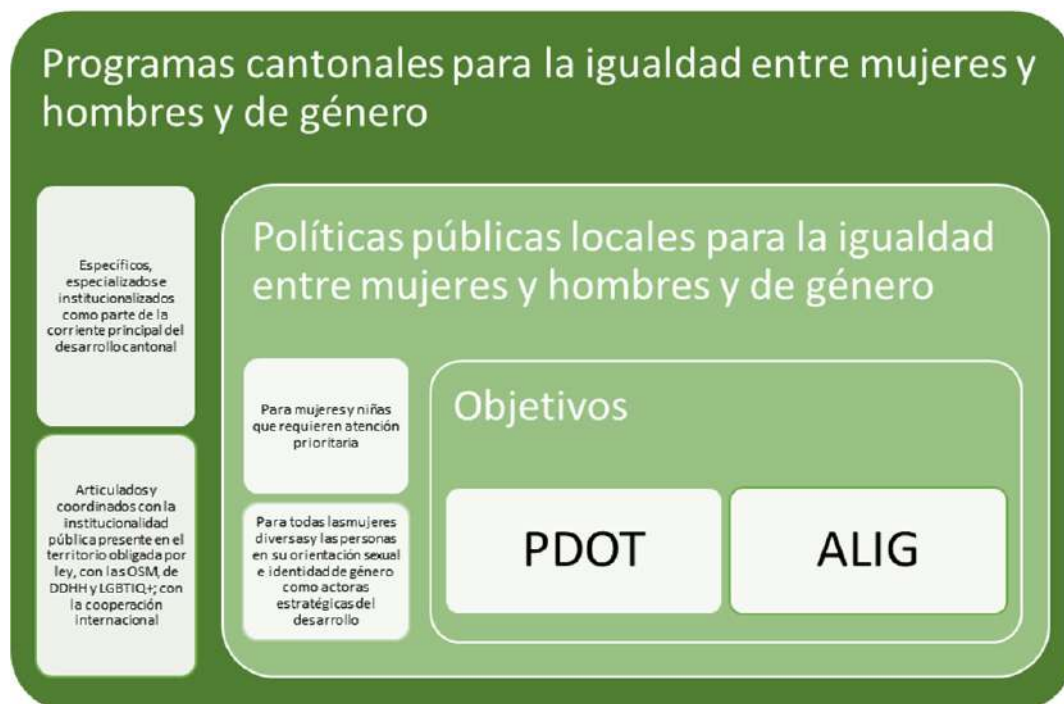 Programas cantonales para la igualdad entre mujeres y
hombres y de género
Específicos,
especializados e
institucionalizados
como parte de la
corriente principal del
desarrollo cantonal
Articulados y
coordinados con la
institucionalidad
pública presente en el
territorio obligada por
ley, con las OSM, de
DDHH y LGBTIQ+; con
la cooperación
internacional
Políticas públicas locales para la igualdad
entre mujeres y hombres y de género
Para mujeres y niñas
que requieren atención
prioritaria
Para todas las mujeres
diversas y las personas
en su orientación sexual
e identidad de género
como actoras
estratégicas del
desarrollo
Objetivos
PDOT
ALIG